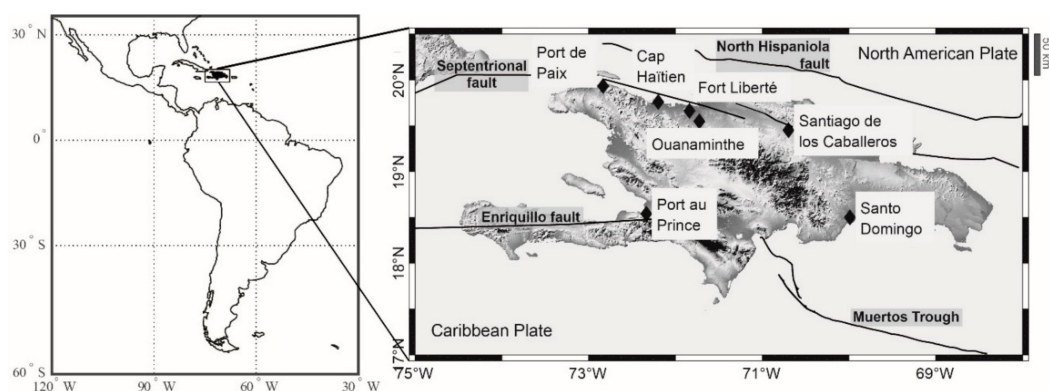 30° N
0°
30° S
60° S
120° W
90° W
60° W
30° W
Port de
Paix
Cap
Haïtien
North Hispaniola
fault
North American Plate
50 km
Septentrional
fault
Fort Liberté
Santiago de
los Caballeros
Ouanaminthe
Enriquillo fault
Port au
Prince
Santo
Domingo
Muertos Trough
Caribbean Plate
20°N
19°N
18°N
17°N
75°W
73°W
71°W
69°W